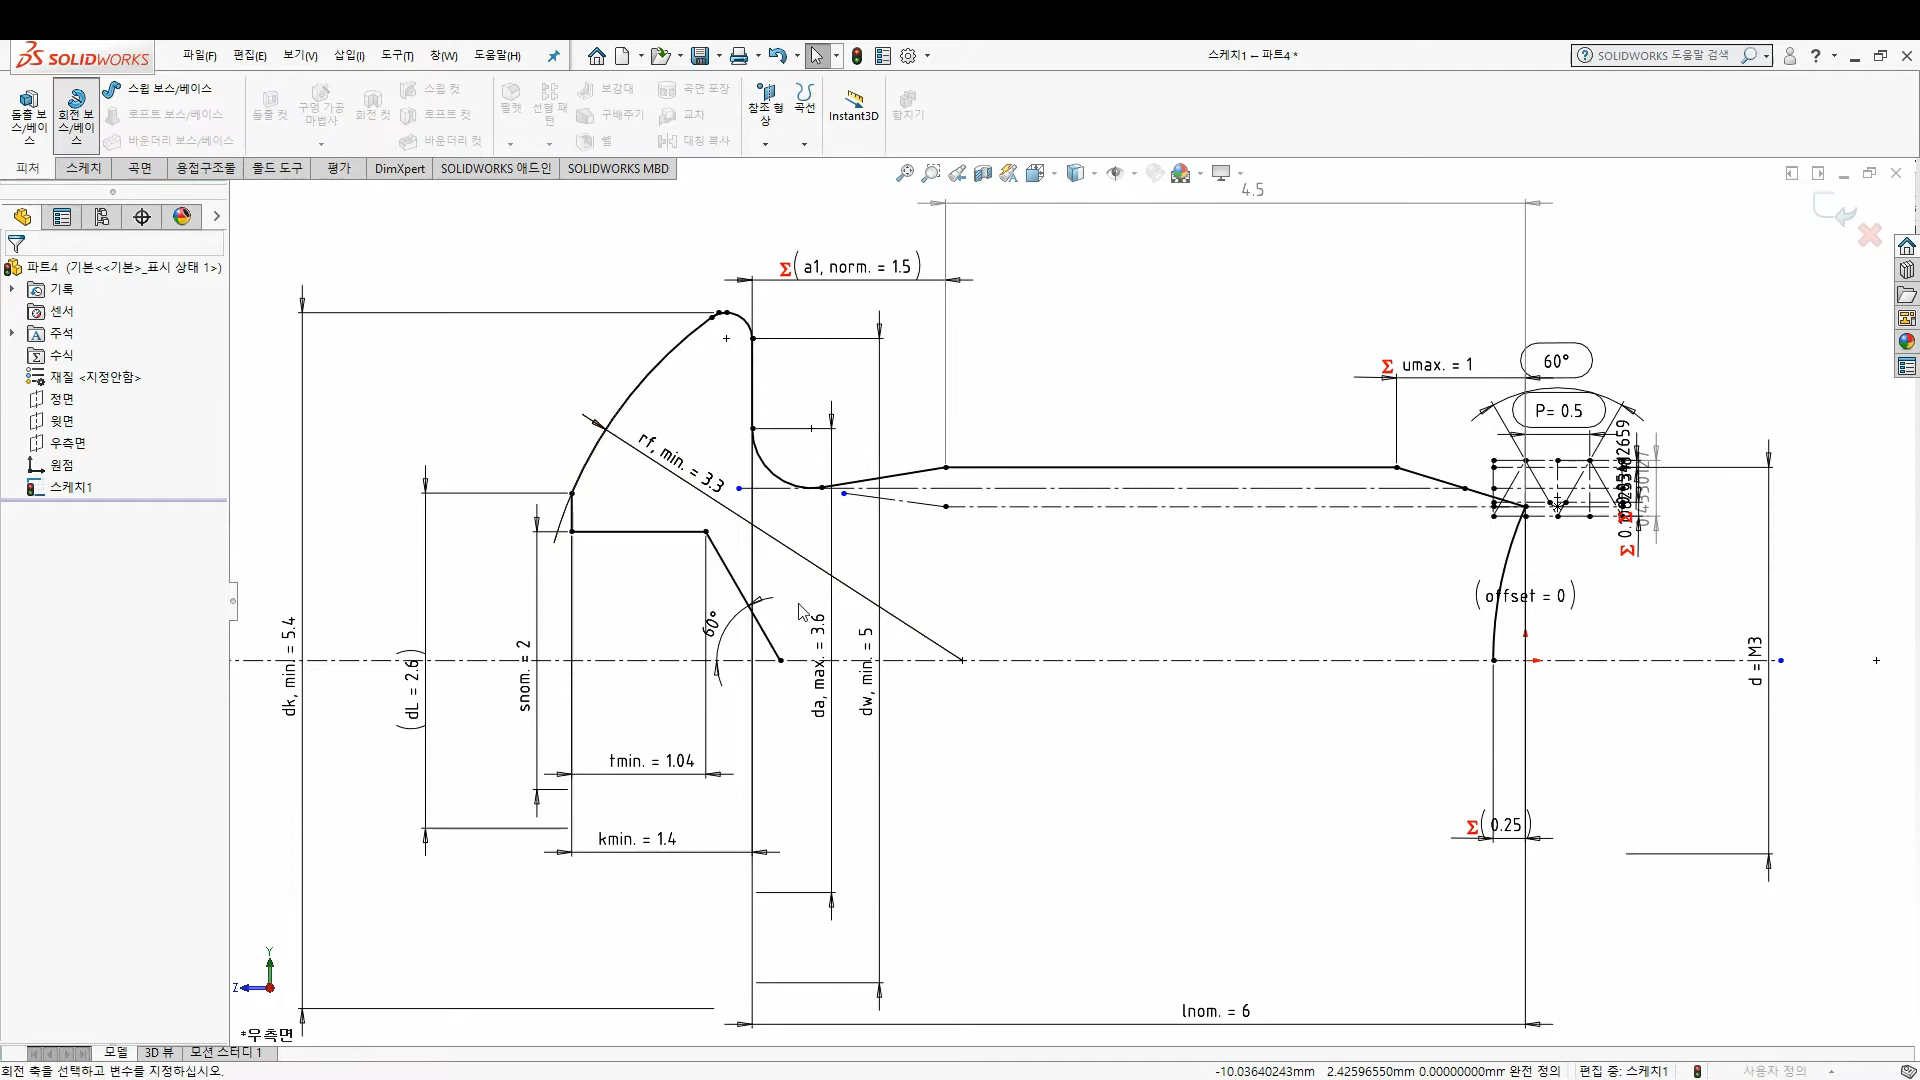 SOLIDWORKS 파일(F) 편집(E) 보기(V) 삽입(I) 도구(T) 창(W) 도움말(H) 스케치1 ← 파트4 * SOLIDWORKS 도움말 검색
돌출 보스/베이스 회전 보스/베이스 스윕 보스/베이스 로프트 보스/베이스 바운더리 보스/베이스
돌출 컷 구멍 가공 마법사 회전 컷 스윕 컷 로프트 컷 바운더리 컷
필렛 선형 패턴 보강대 구배주기 쉘 곡면 포장 교차 대칭 복사
참조 형상 곡선 Instant3D 합치기
피처 스케치 곡면 용접구조물 몰드 도구 평가 DimXpert SOLIDWORKS 애드인 SOLIDWORKS MBD
파트4 (기본<<기본>_표시 상태 1>)
기록
센서
주석
수식
재질 <지정안함>
정면
윗면
우측면
원점
스케치1
4.5
Σ(a1, norm. = 1.5)
Σ umax. = 1
60°
P= 0.5
rf, min. = 3.3
(offset = 0)
60°
dk, min. = 5.4
(dL = 2.6)
snom. = 2
da, max. = 3.6
dw, min. = 5
d = M3
tmin. = 1.04
kmin. = 1.4
Σ(0.25)
lnom. = 6
Y
Z
*우측면
모델 3D 뷰 모션 스터디 1
회전 축을 선택하고 변수를 지정하십시오. -10.03640243mm 2.42596550mm 0.00000000mm 완전 정의 편집 중: 스케치1 사용자 정의